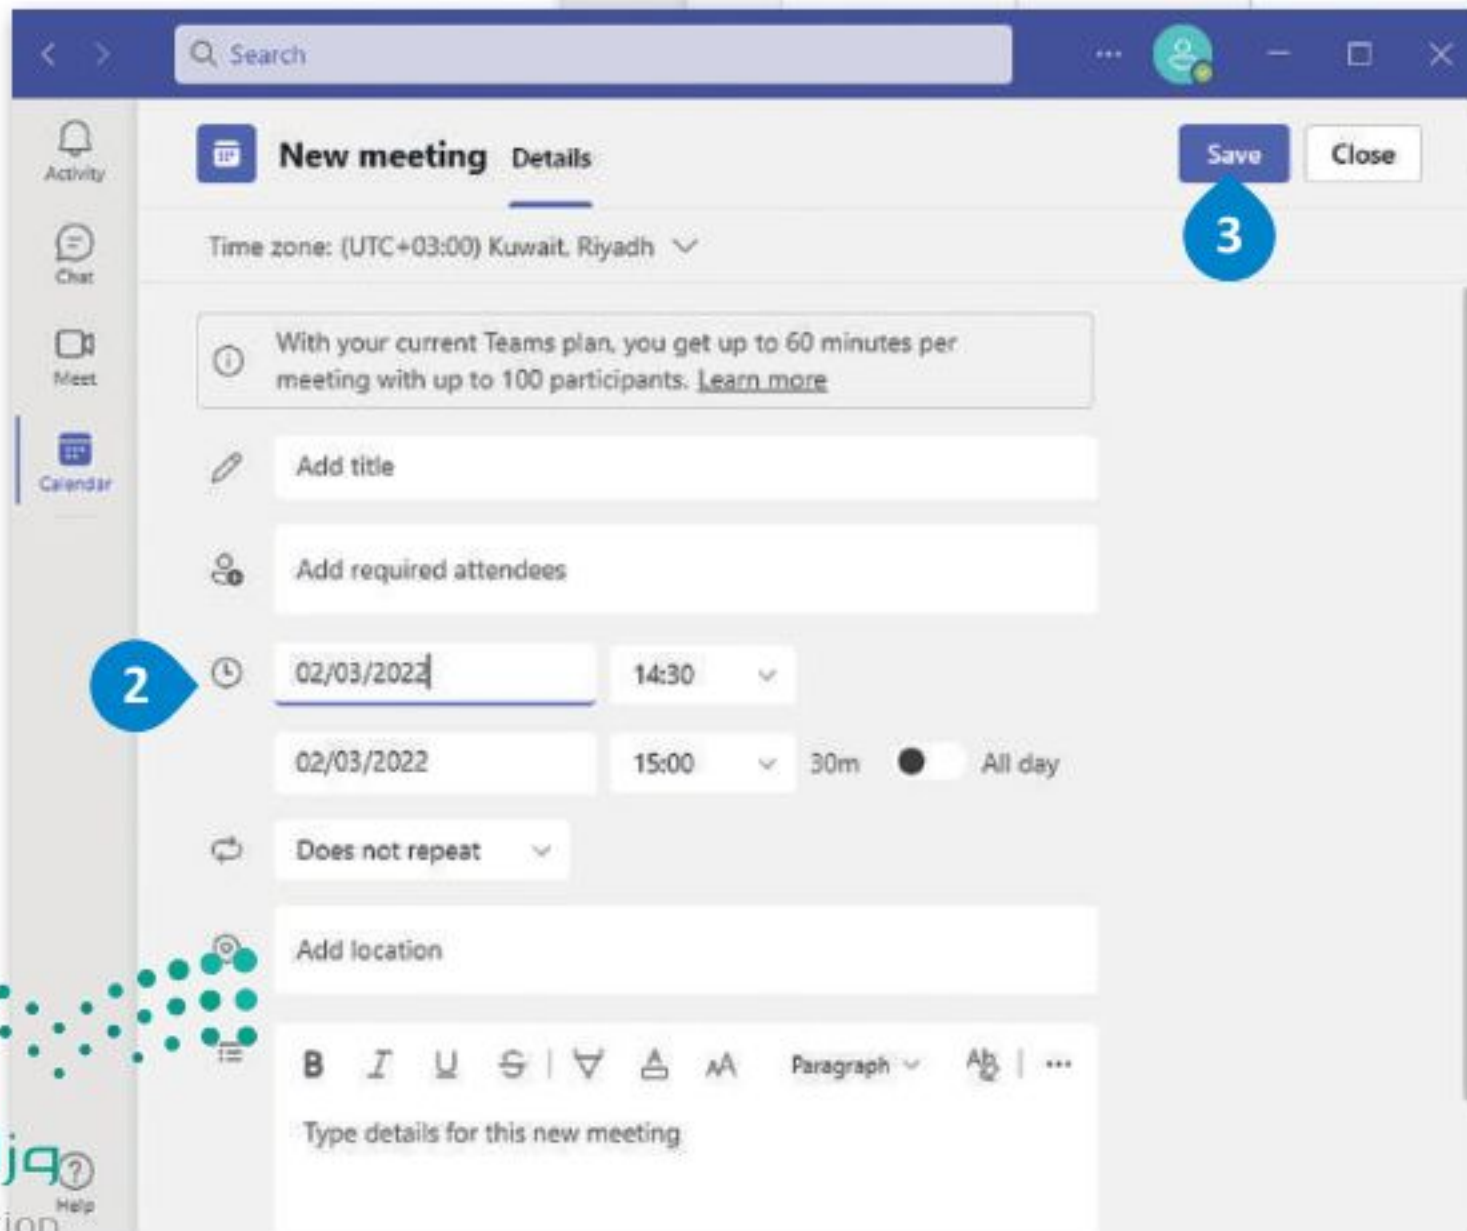 Search
...
Activity
Chat
Meet
Calendar
New meeting Details
Save Close
3
Time zone: (UTC+03:00) Kuwait, Riyadh
With your current Teams plan, you get up to 60 minutes per
meeting with up to 100 participants. Learn more
Add title
Add required attendees
2
02/03/2022 14:30
02/03/2022 15:00 30m All day
Does not repeat
Add location
B I U S A AA Paragraph Ab ...
Type details for this new meeting
Help